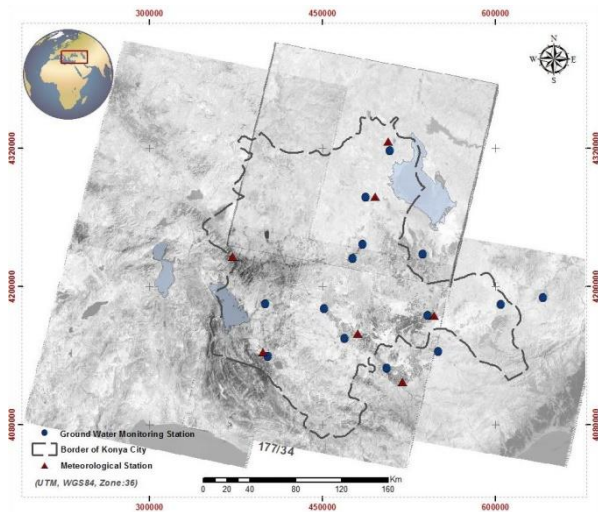 300000 450000 600000
N
W E
S
4320000 4320000
4200000 4200000
4080000 4080000
Ground Water Monitoring Station
Border of Konya City
Meteorological Station
(UTM, WGS84, Zone:36)
177/34
Km
0 10 20 40 80 120 160
300000 450000 600000